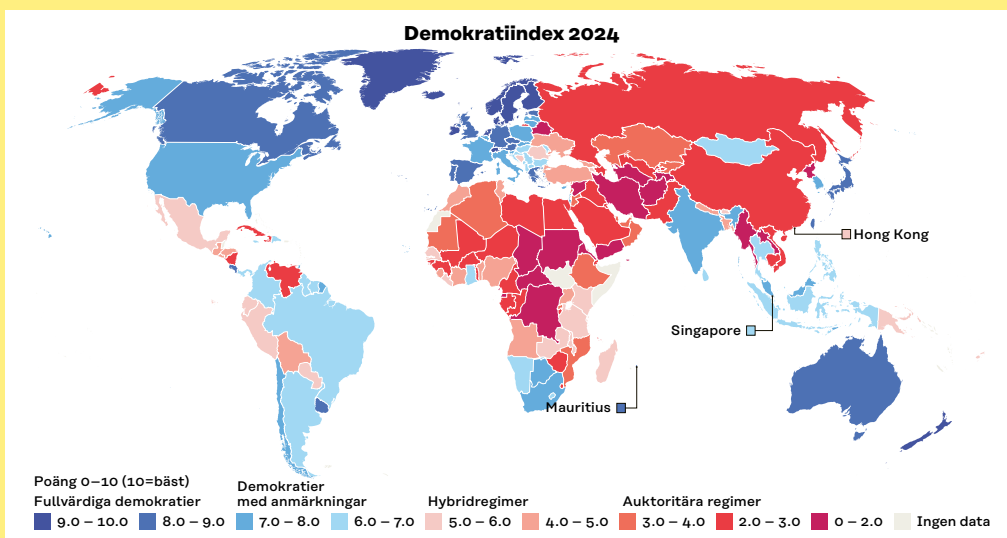 Demokratiindex 2024
Hong Kong
Singapore
Mauritius
Poäng 0–10 (10=bäst)
Fullvärdiga demokratier
Demokratier
med anmärkningar
Hybridregimer
Auktoritära regimer
9.0 – 10.0 8.0 – 9.0 7.0 – 8.0 6.0 – 7.0 5.0 – 6.0 4.0 – 5.0 3.0 – 4.0 2.0 – 3.0 0 – 2.0 Ingen data